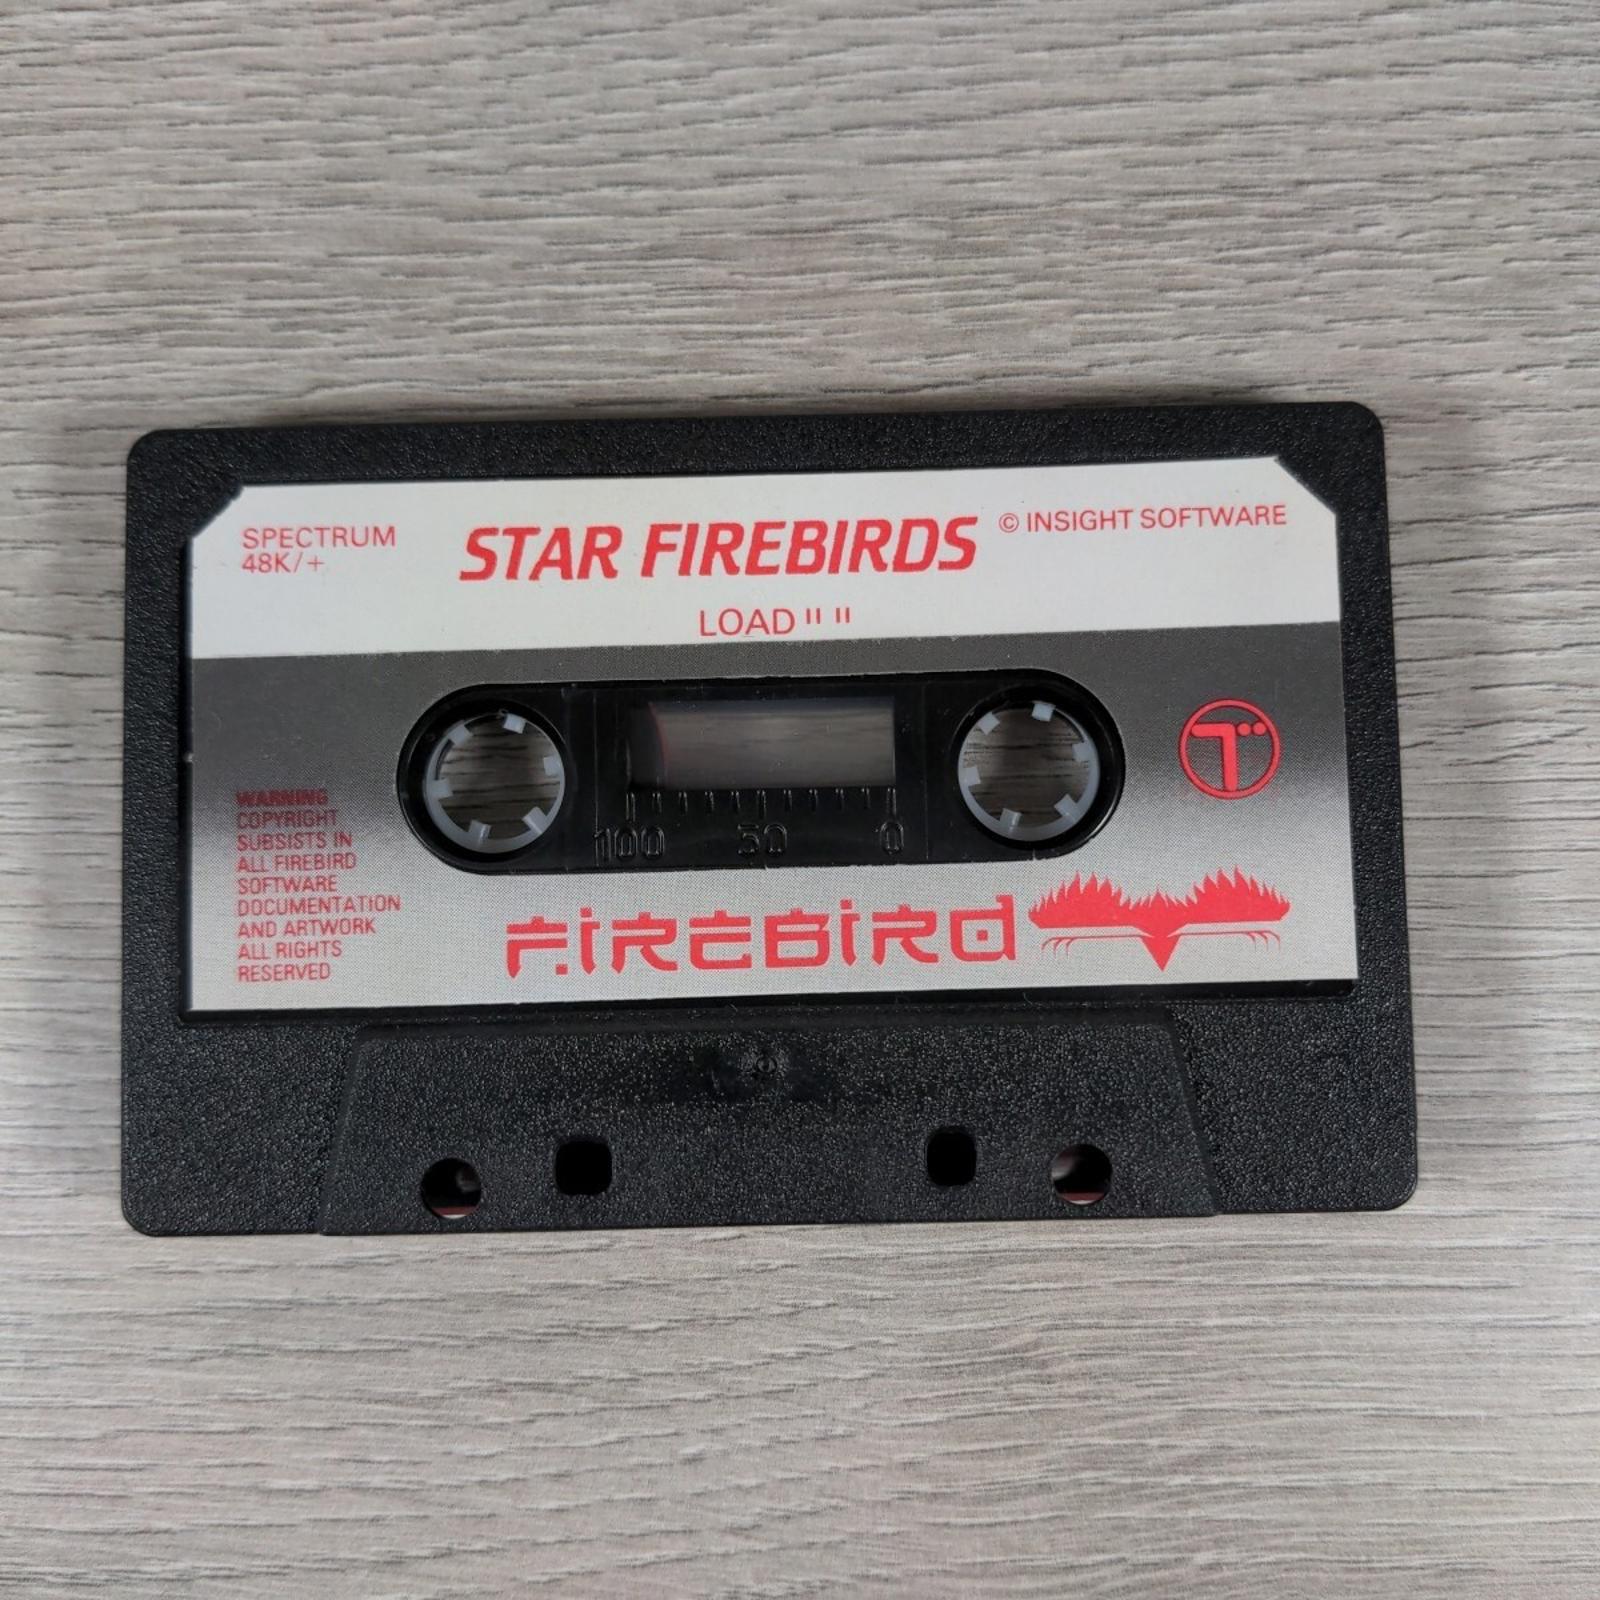 SPECTRUM
48K/+
STAR FIREBIRDS
© INSIGHT SOFTWARE
LOAD " "
100 50 0
WARNING
COPYRIGHT
SUBSISTS IN
ALL FIREBIRD
SOFTWARE
DOCUMENTATION
AND ARTWORK
ALL RIGHTS
RESERVED
T
FIREBIRD